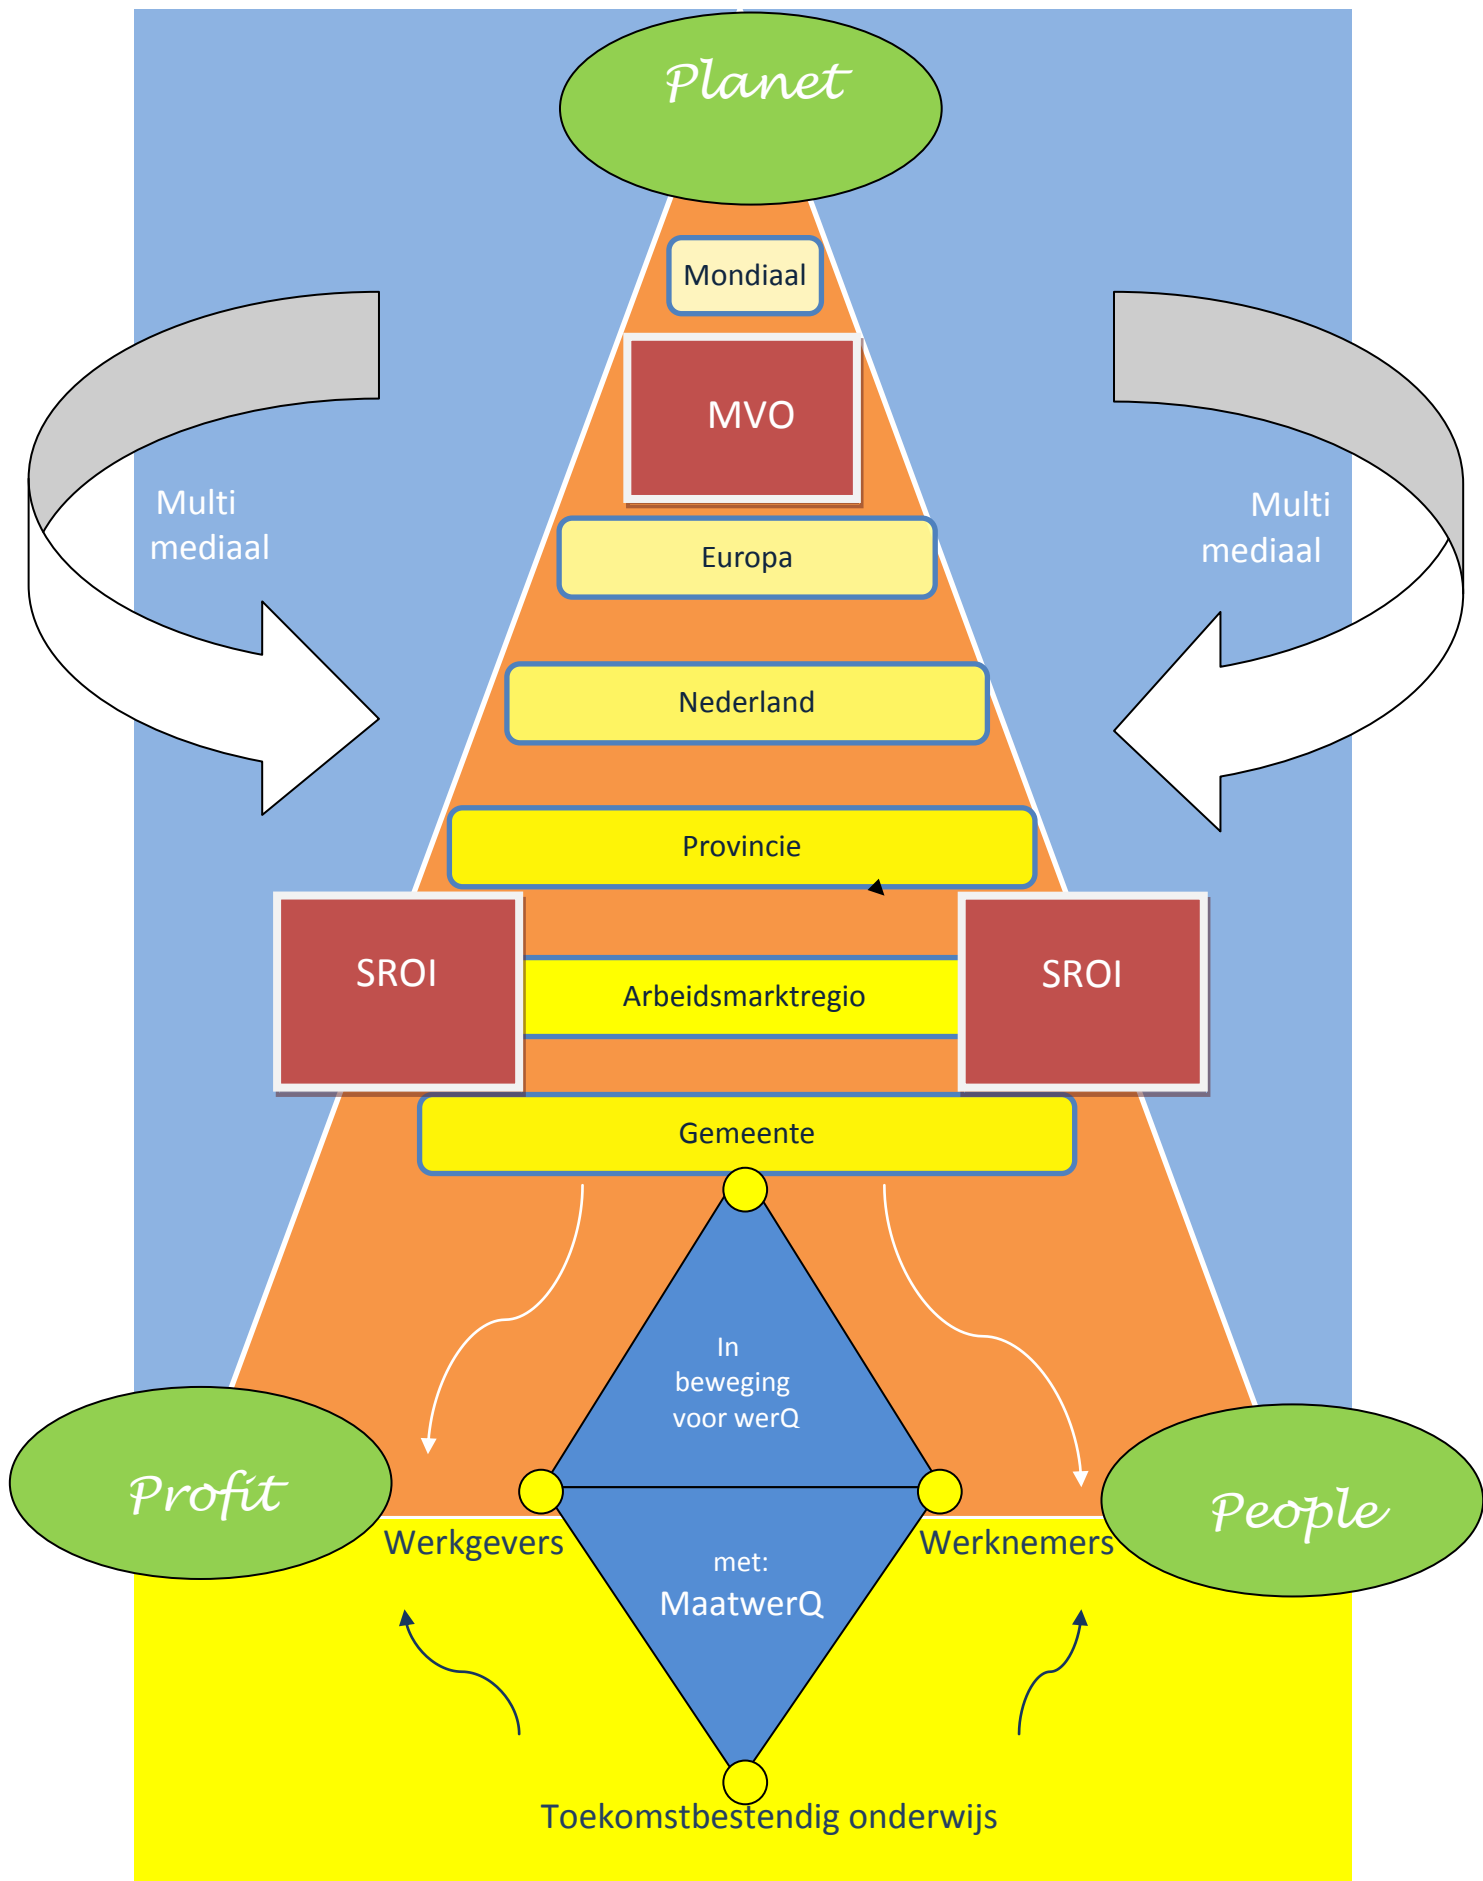 Planet
Mondiaal
MVO
Multi
mediaal
Multi
mediaal
Europa
Nederland
Provincie
SROI
Arbeidsmarktregio
SROI
Gemeente
In
beweging
voor werQ
Profit
People
Werkgevers
Werknemers
met:
MaatwerQ
Toekomstbestendig onderwijs